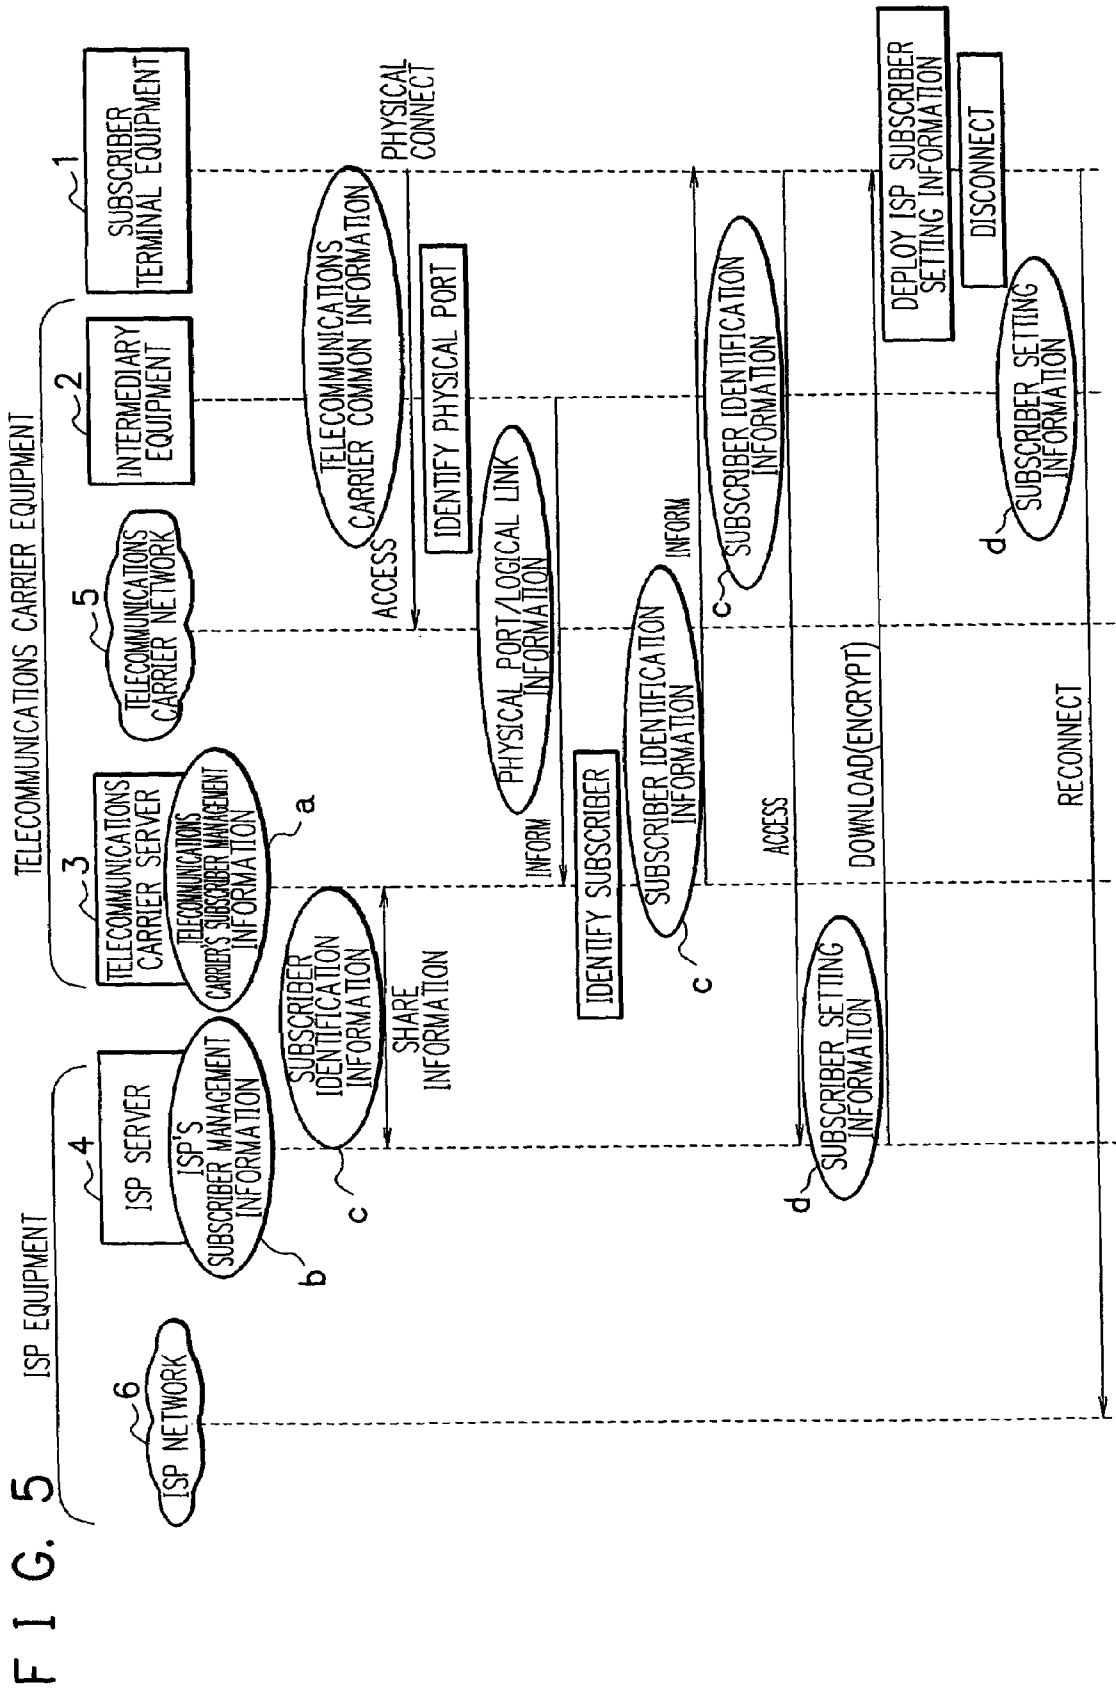 FIG. 5
ISP EQUIPMENT
TELECOMMUNICATIONS CARRIER EQUIPMENT
6
ISP NETWORK
4
ISP SERVER
ISP'S
SUBSCRIBER MANAGEMENT
INFORMATION
b
3
TELECOMMUNICATIONS
CARRIER SERVER
TELECOMMUNICATIONS
CARRIER'S SUBSCRIBER MANAGEMENT
INFORMATION
a
5
TELECOMMUNICATIONS
CARRIER NETWORK
2
INTERMEDIARY
EQUIPMENT
1
SUBSCRIBER
TERMINAL EQUIPMENT
SUBSCRIBER
IDENTIFICATION
INFORMATION
c
SHARE
INFORMATION
TELECOMMUNICATIONS
CARRIER COMMON INFORMATION
PHYSICAL
CONNECT
ACCESS
IDENTIFY PHYSICAL PORT
PHYSICAL PORT/LOGICAL LINK
INFORMATION
INFORM
IDENTIFY SUBSCRIBER
SUBSCRIBER IDENTIFICATION
INFORMATION
c
INFORM
SUBSCRIBER IDENTIFICATION
INFORMATION
c
ACCESS
SUBSCRIBER SETTING
INFORMATION
d
DOWNLOAD(ENCRYPT)
DEPLOY ISP SUBSCRIBER
SETTING INFORMATION
DISCONNECT
SUBSCRIBER SETTING
INFORMATION
d
RECONNECT